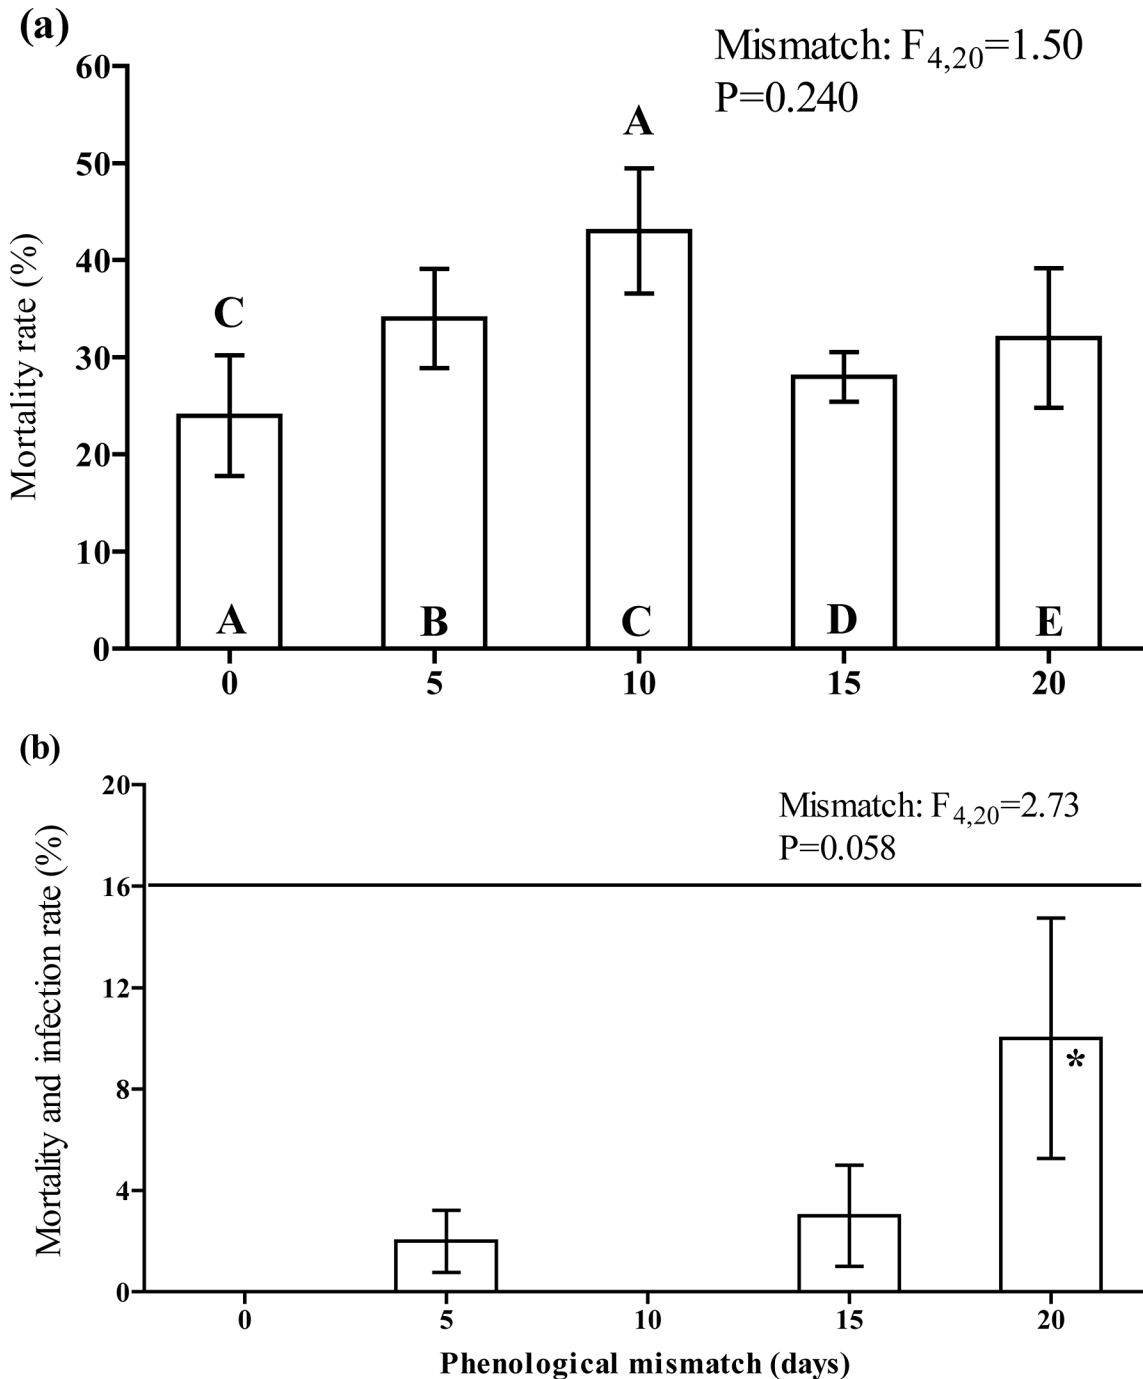 (a)
Mismatch: F4,20=1.50
P=0.240
Mortality rate (%)
60
50
40
30
20
10
0
C
A
A
B
C
D
E
0 5 10 15 20
(b)
Mismatch: F4,20=2.73
P=0.058
Mortality and infection rate (%)
20
16
12
8
4
0
*
0 5 10 15 20
Phenological mismatch (days)